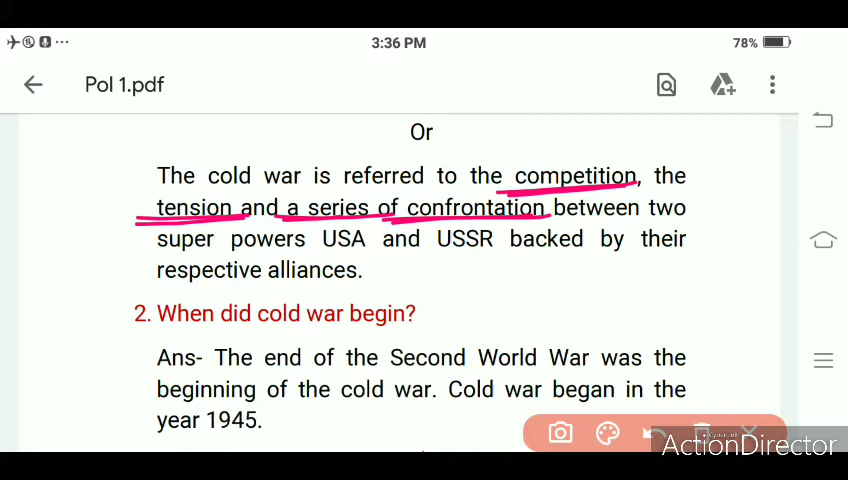 3:36 PM 78%
Pol 1.pdf
Or
The cold war is referred to the competition, the
tension and a series of confrontation between two
super powers USA and USSR backed by their
respective alliances.
2. When did cold war begin?
Ans- The end of the Second World War was the
beginning of the cold war. Cold war began in the
year 1945.
CyberLink
ActionDirector